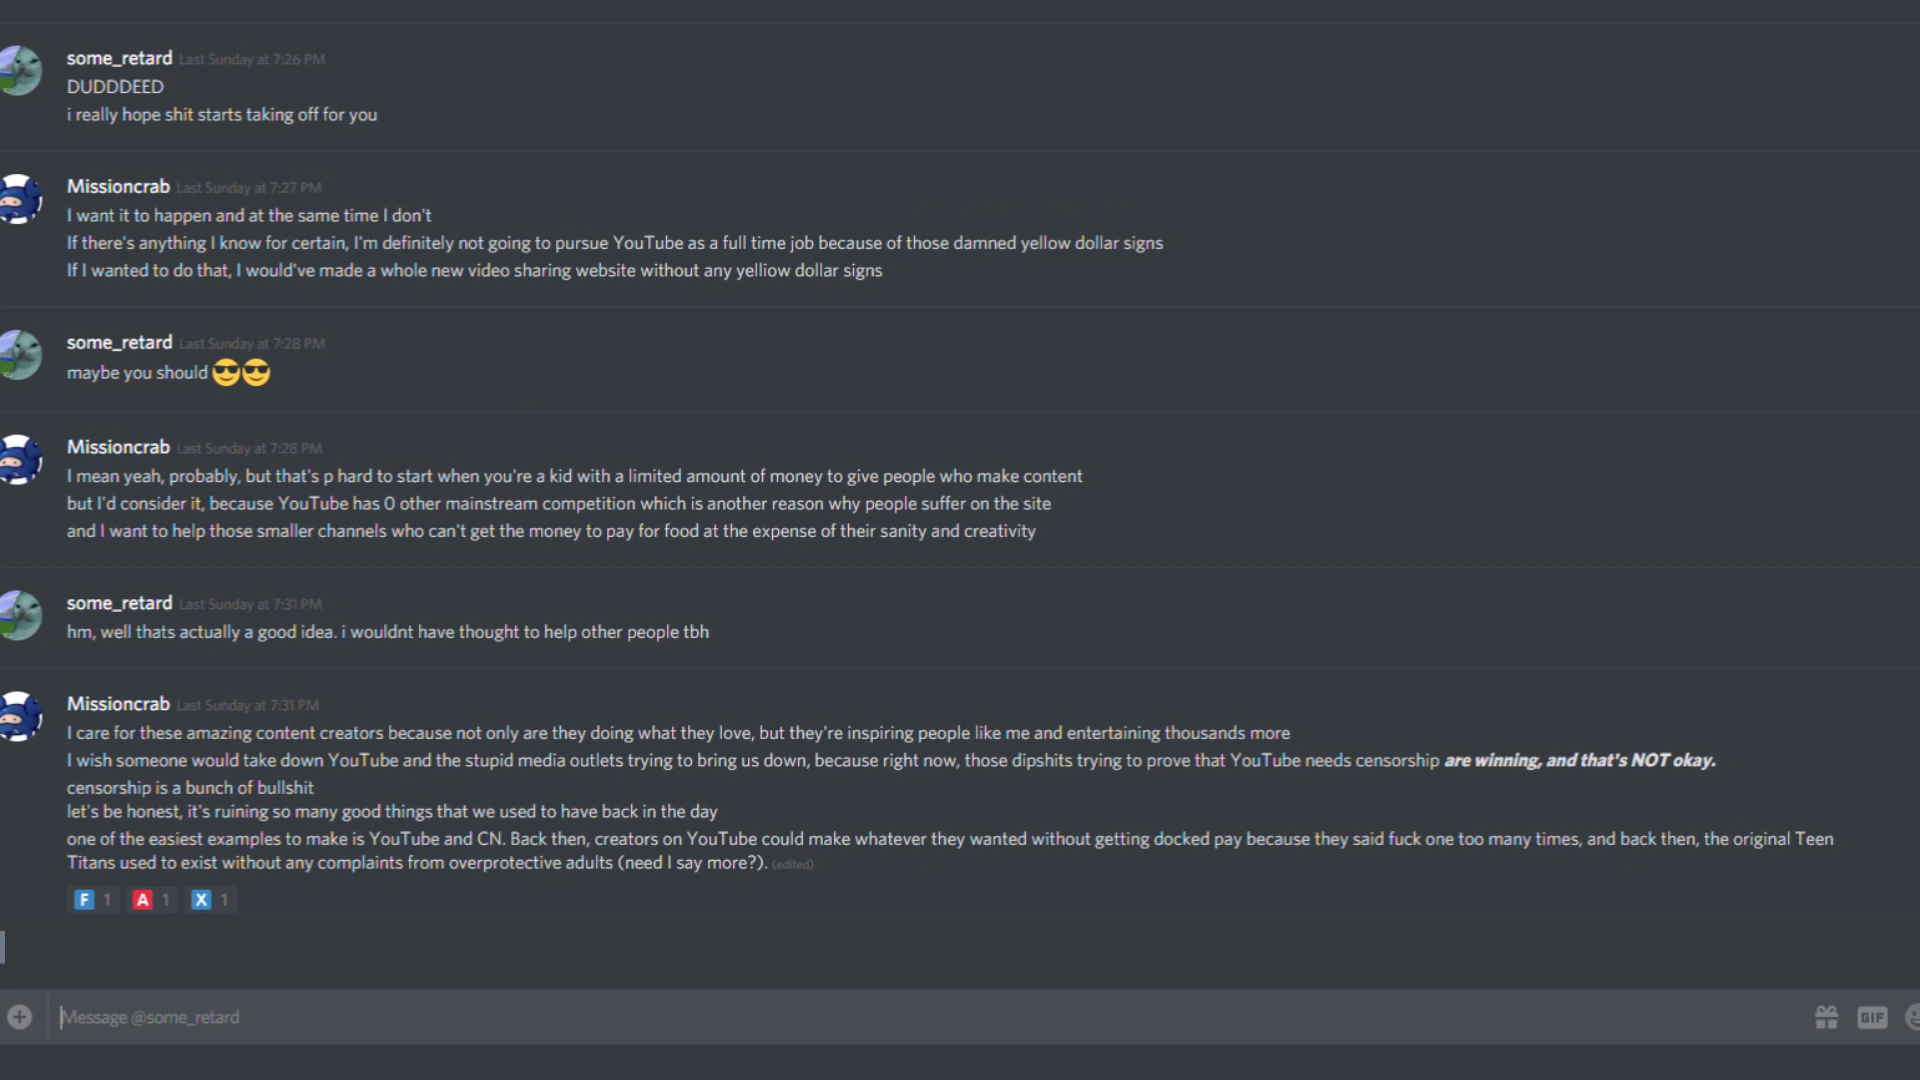 some_retard Last Sunday at 7:26 PM
DUDDDEED
i really hope shit starts taking off for you
Missioncrab Last Sunday at 7:27 PM
I want it to happen and at the same time I don't
If there's anything I know for certain, I'm definitely not going to pursue YouTube as a full time job because of those damned yellow dollar signs
If I wanted to do that, I would've made a whole new video sharing website without any yelliow dollar signs
some_retard Last Sunday at 7:28 PM
maybe you should 😎😎
Missioncrab Last Sunday at 7:28 PM
I mean yeah, probably, but that's p hard to start when you're a kid with a limited amount of money to give people who make content
but I'd consider it, because YouTube has 0 other mainstream competition which is another reason why people suffer on the site
and I want to help those smaller channels who can't get the money to pay for food at the expense of their sanity and creativity
some_retard Last Sunday at 7:31 PM
hm, well thats actually a good idea. i wouldnt have thought to help other people tbh
Missioncrab Last Sunday at 7:31 PM
I care for these amazing content creators because not only are they doing what they love, but they're inspiring people like me and entertaining thousands more
I wish someone would take down YouTube and the stupid media outlets trying to bring us down, because right now, those dipshits trying to prove that YouTube needs censorship are winning, and that's NOT okay.
censorship is a bunch of bullshit
let's be honest, it's ruining so many good things that we used to have back in the day
one of the easiest examples to make is YouTube and CN. Back then, creators on YouTube could make whatever they wanted without getting docked pay because they said fuck one too many times, and back then, the original Teen
Titans used to exist without any complaints from overprotective adults (need I say more?). (edited)
F 1 A 1 X 1
Message @some_retard
GIF